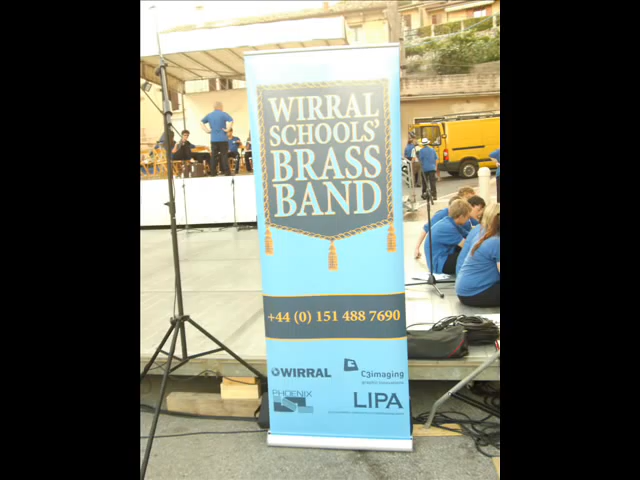 WIRRAL
SCHOOLS'
BRASS
BAND
+44 (0) 151 488 7690
WIRRAL
C3imaging
PHOENIX
LIPA